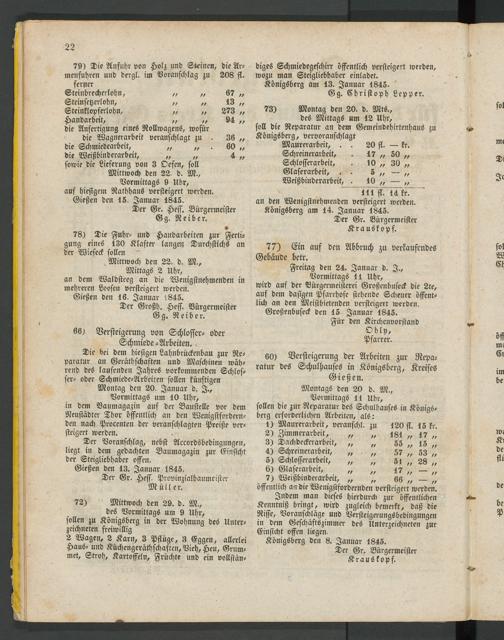 22
79) Die Anfuhr von Holz und Steinen, die Ar-
menfuhren und dergl. im Voranschlag zu 208 fl.
ferner
Steinbrecherlohn, „ „ 67 „
Steinsetzerlohn, „ „ 13 „
Steinklopferlohn, „ „ 273 „
Handarbeit, „ „ 94 „
die Anfertigung eines Rollwagens, wofür
die Wagnerarbeit veranschlagt zu . 36 „
die Schmiedearbeit, „ „ . 60 „
die Weißbinderarbeit, „ „ 4 „
sowie die Lieferung von 3 Oefen, soll
Mittwoch den 22. d. M.,
Vormittags 9 Uhr,
auf hiesigem Rathhaus versteigert werden.
Gießen den 15. Januar 1845.
Der Gr. Hess. Bürgermeister
Gg. Reiber.
78) Die Fuhr- und Handarbeiten zur Ferti-
gung eines 130 Klafter langen Durchstichs an
der Wieseck sollen
Mittwoch den 22. d. M.,
Mittags 2 Uhr,
an dem Waldsteeg an die Wenigstnehmenden in
mehreren Loosen versteigert werden.
Gießen den 16. Januar 1845.
Der Großh. Hess. Bürgermeister
Gg. Reiber.
66) Versteigerung von Schlosser- oder
Schmiede-Arbeiten.
Die bei dem hiesigen Lahnbrückenbau zur Re-
paratur an Geräthschaften und Maschinen wäh-
rend des laufenden Jahres vorkommenden Schlos-
ser- oder Schmiede-Arbeiten sollen künftigen
Montag den 20. Januar d. J.,
Vormittags um 10 Uhr,
in dem Baumagazin auf der Baustelle vor dem
Neustädter Thor öffentlich an den Wenigstfordern-
den nach Procenten der veranschlagten Preise ver-
steigert werden.
Der Voranschlag, nebst Accordsbedingungen,
liegt in dem gedachten Baumagazin zur Einsicht
der Steigliebhaber offen.
Gießen den 13. Januar 1845.
Der Gr. Hess. Provinzialbaumeister
Müller.
72) Mittwoch den 29. d. M.,
des Vormittags um 9 Uhr,
sollen zu Königsberg in der Wohnung des Unter-
zeichneten freiwillig
2 Wagen, 2 Karn, 3 Pflüge, 3 Eggen, allerlei
Haus- und Küchengeräthschaften, Vieh, Heu, Grum-
met, Stroh, Kartoffeln, Früchte und ein vollstän-
diges Schmiedegeschirr öffentlich versteigert werden,
wozu man Steigliebhaber einladet.
Königsberg am 13. Januar 1845.
Gg. Christoph Lepper.
73) Montag den 20. d. Mts.,
des Mittags um 12 Uhr,
soll die Reparatur an dem Gemeindehirtenhaus zu
Königsberg, veranschlagt
Maurerarbeit, . . 20 fl. — kr.
Schreinerarbeit, . . 17 „ 50 „
Schlosserarbeit, . . 10 „ 30 „
Glaserarbeit, . . 5 „ — „
Weißbinderarbeit, . 10 „ — „
111 fl. 14 kr.
an den Wenigstnehmenden versteigert werden.
Königsberg am 14. Januar 1845.
Der Gr. Bürgermeister
Krauskopf.
77) Ein auf den Abbruch zu verkaufendes
Gebäude betr.
Freitag den 24. Januar d. J.,
Vormittags 11 Uhr,
wird auf der Bürgermeisterei Großenbuseck die alte,
auf dem dasigen Pfarrhofe stehende Scheuer öffent-
lich an den Meistbietenden versteigert werden.
Großenbuseck den 15. Januar 1845.
Für den Kirchenvorstand
Ohly,
Pfarrer.
60) Versteigerung der Arbeiten zur Repa-
ratur des Schulhauses in Königsberg, Kreises
Gießen.
Montags den 20. d. M.,
Vormittags 11 Uhr,
sollen die zur Reparatur des Schulhauses in Königs-
berg erforderlichen Arbeiten, als:
1) Maurerarbeit, veranschl. zu 120 fl. 15 kr.
2) Zimmerarbeit, „ „ 181 „ 17 „
3) Dachdeckerarbeit, „ „ 55 „ 15 „
4) Schreinerarbeit, „ „ 57 „ 53 „
5) Schlosserarbeit, „ „ 51 „ 28 „
6) Glaserarbeit, „ „ 17 „ — „
7) Weißbinderarbeit, „ „ 66 „ — „
öffentlich an die Wenigstfordernden versteigert werden.
Indem man dieses hierdurch zur öffentlichen
Kenntniß bringt, wird zugleich bemerkt, daß die
Risse, Voranschläge und Versteigerungsbedingungen
in dem Geschäftszimmer des Unterzeichneten zur
Einsicht offen liegen.
Königsberg den 8. Januar 1845.
Der Gr. Bürgermeister
Krauskopf.